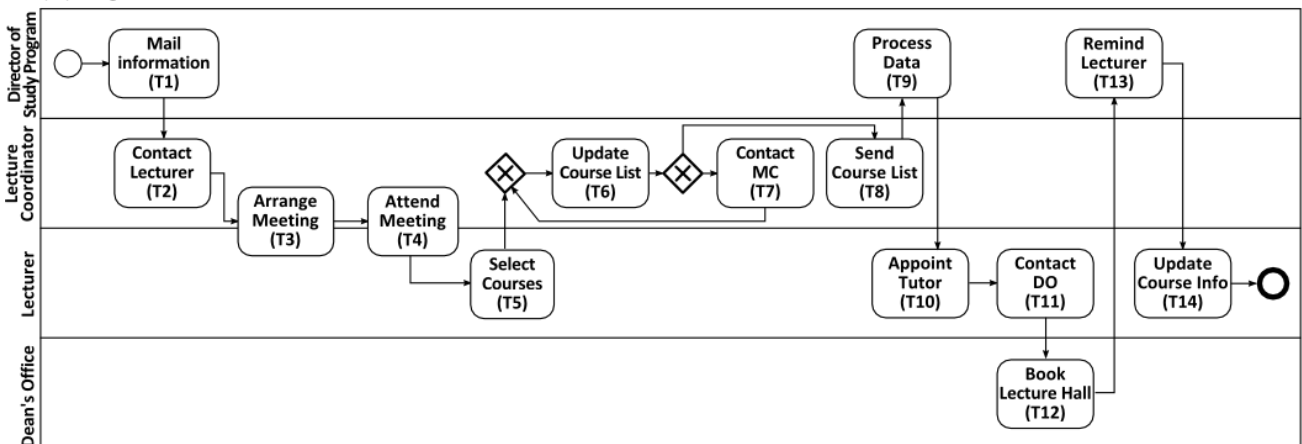 Director of
Study Program
Mail
information
(T1)
Process
Data
(T9)
Remind
Lecturer
(T13)
Lecture
Coordinator
Contact
Lecturer
(T2)
Arrange
Meeting
(T3)
Attend
Meeting
(T4)
Update
Course List
(T6)
Contact
MC
(T7)
Send
Course List
(T8)
Lecturer
Select
Courses
(T5)
Appoint
Tutor
(T10)
Contact
DO
(T11)
Update
Course Info
(T14)
Dean's Office
Book
Lecture Hall
(T12)